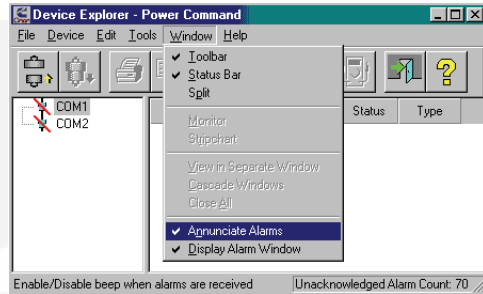 Device Explorer - Power Command
File Device Edit Tools Window Help
Toolbar
Status Bar
Split
Monitor
Stripchart
View in Separate Window
Cascade Windows
Close All
Annunciate Alarms
Display Alarm Window
COM1
COM2
Status Type
Enable/Disable beep when alarms are received Unacknowledged Alarm Count: 70